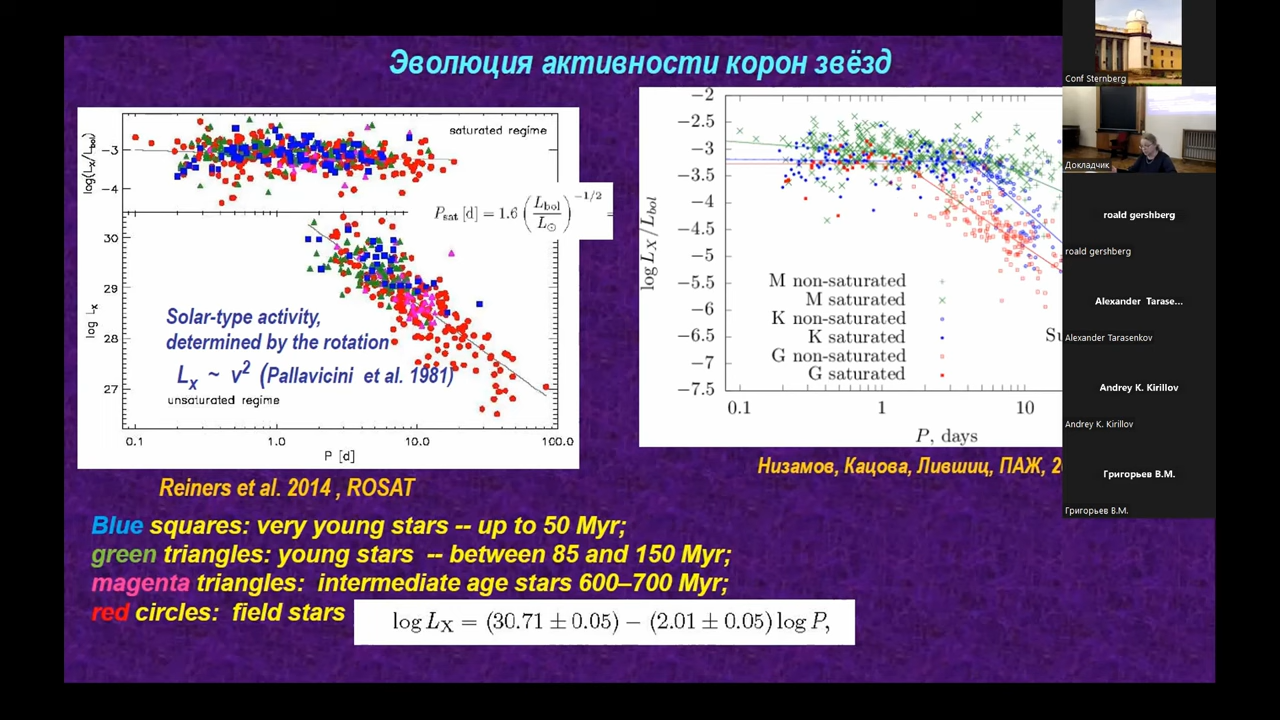 Эволюция активности корон звёзд
log(Lx/Lbol)
-3
-4
saturated regime
P_sat [d] = 1.6 (L_bol/L_⊙)^{-1/2} =
log Lx
30
29
28
27
Solar-type activity,
determined by the rotation
Lx ~ v² (Pallavicini et al. 1981)
unsaturated regime
0.1 1.0 10.0 100.0
P [d]
Reiners et al. 2014 , ROSAT
log L_X/L_bol
−2
−2.5
−3
−3.5
−4
−4.5
−5
−5.5
−6
−6.5
−7
−7.5
M non-saturated
M saturated
K non-saturated
K saturated
G non-saturated
G saturated
Su
0.1 1 10
P, days
Низамов, Кацова, Лившиц, ПАЖ, 2
Blue squares: very young stars -- up to 50 Myr;
green triangles: young stars -- between 85 and 150 Myr;
magenta triangles: intermediate age stars 600–700 Myr;
red circles: field stars
log L_X = (30.71 ± 0.05) − (2.01 ± 0.05) log P,
Conf Sternberg
Докладчик
roald gershberg
roald gershberg
Alexander Tarase...
Alexander Tarasenkov
Andrey K. Kirillov
Andrey K. Kirillov
Григорьев В.М.
Григорьев В.М.